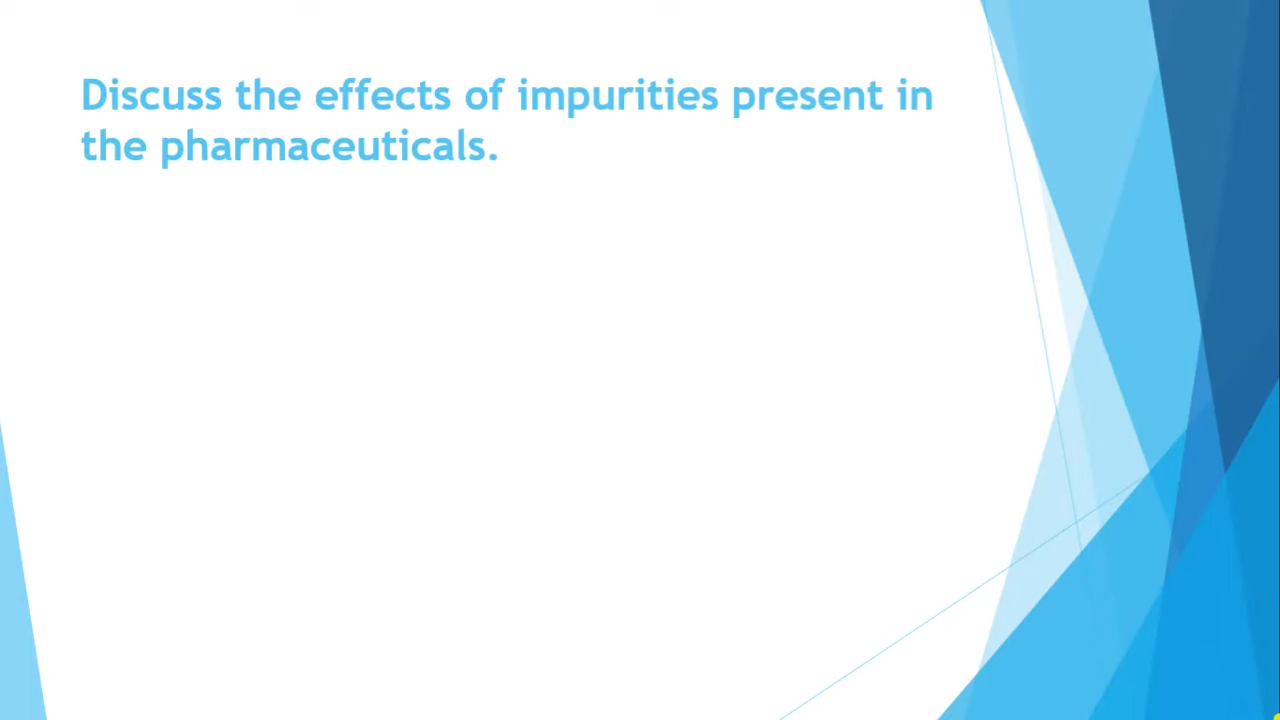 Discuss the effects of impurities present in
the pharmaceuticals.